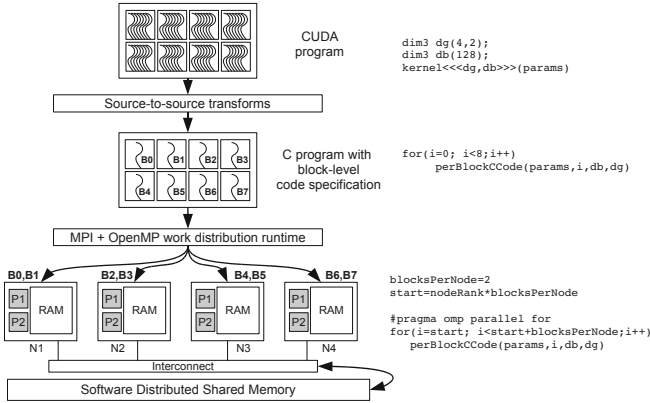 CUDA
program
dim3 dg(4,2);
dim3 db(128);
kernel<<<dg,db>>>(params)
Source-to-source transforms
B0 B1 B2 B3
B4 B5 B6 B7
C program with
block-level
code specification
for(i=0; i<8;i++)
perBlockCCode(params,i,db,dg)
MPI + OpenMP work distribution runtime
B0,B1 B2,B3 B4,B5 B6,B7
P1 RAM P1 RAM P1 RAM P1 RAM
P2 P2 P2 P2
N1 N2 N3 N4
blocksPerNode=2
start=nodeRank*blocksPerNode
#pragma omp parallel for
for(i=start; i<start+blocksPerNode;i++)
perBlockCCode(params,i,db,dg)
Interconnect
Software Distributed Shared Memory